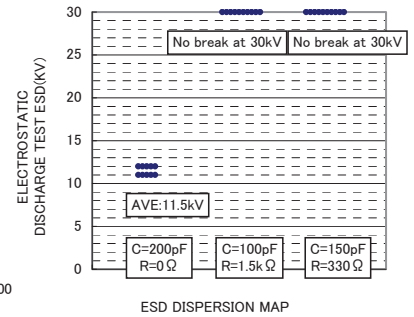 ELECTROSTATIC
DISCHARGE TEST ESD(KV)
30
25
20
15
10
5
0
No break at 30kV
No break at 30kV
AVE:11.5kV
C=200pF
R=0Ω
C=100pF
R=1.5kΩ
C=150pF
R=330Ω
00
ESD DISPERSION MAP